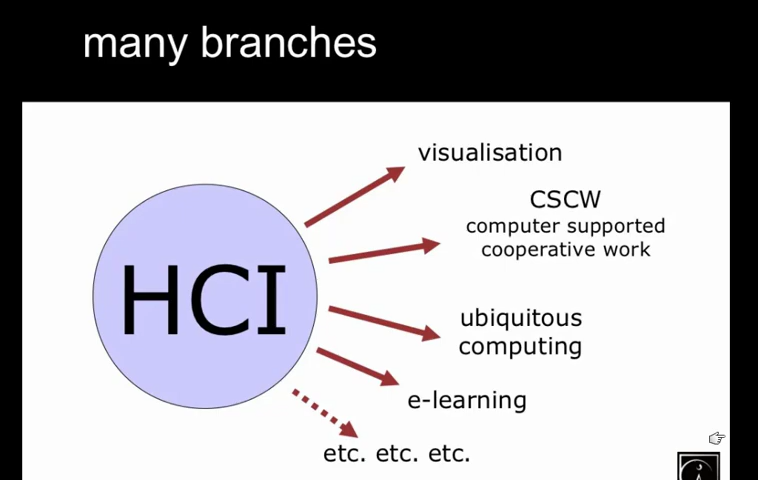 many branches
visualisation
CSCW
computer supported
cooperative work
HCI
ubiquitous
computing
e-learning
etc. etc. etc.